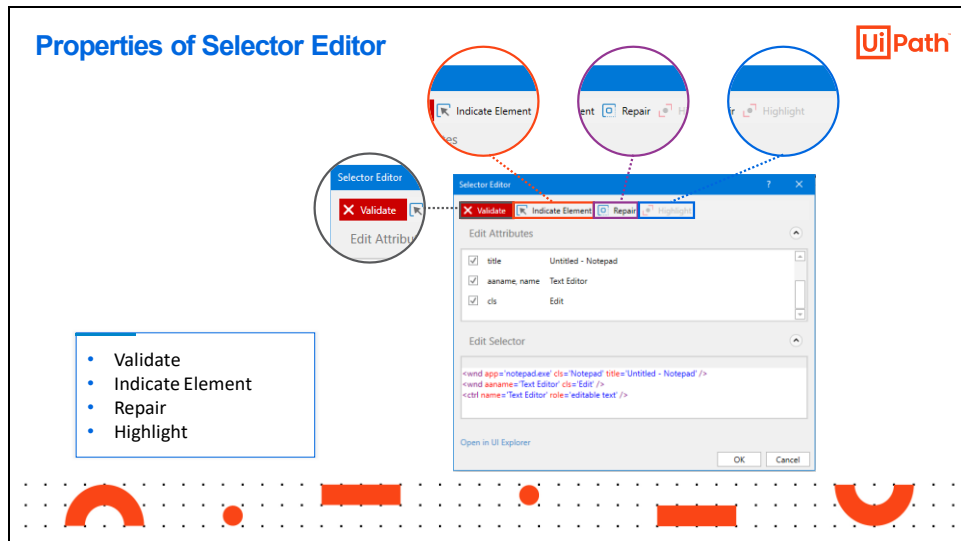 Properties of Selector Editor
UiPath
Indicate Element
es
ent Repair H
ir Highlight
Selector Editor
Validate
Edit Attribu
Selector Editor ? ×
Validate Indicate Element Repair Highlight
Edit Attributes
title Untitled - Notepad
aaname, name Text Editor
cls Edit
Edit Selector
<wnd app='notepad.exe' cls='Notepad' title='Untitled - Notepad' />
<wnd aaname='Text Editor' cls='Edit' />
<ctrl name='Text Editor' role='editable text' />
Open in UI Explorer
OK Cancel
• Validate
• Indicate Element
• Repair
• Highlight